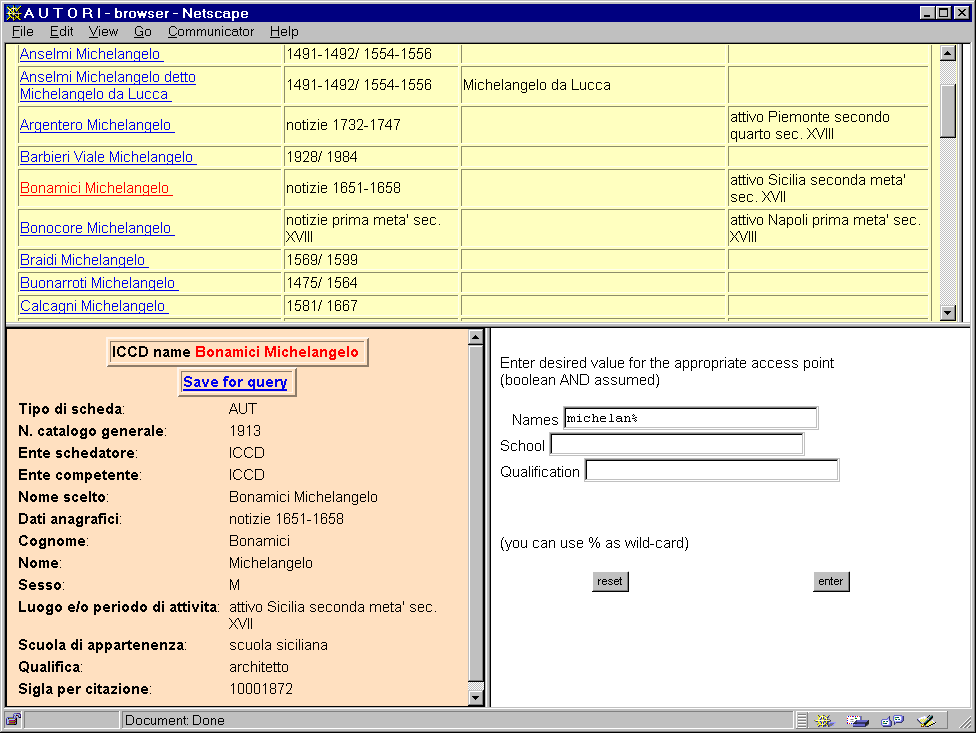 A U T O R I - browser - Netscape
File Edit View Go Communicator Help
Anselmi Michelangelo 1491-1492/ 1554-1556
Anselmi Michelangelo detto
Michelangelo da Lucca 1491-1492/ 1554-1556 Michelangelo da Lucca
Argentero Michelangelo notizie 1732-1747 attivo Piemonte secondo
quarto sec. XVIII
Barbieri Viale Michelangelo 1928/ 1984
Bonamici Michelangelo notizie 1651-1658 attivo Sicilia seconda meta'
sec. XVII
Bonocore Michelangelo notizie prima meta' sec.
XVIII attivo Napoli prima meta' sec.
XVIII
Braidi Michelangelo 1569/ 1599
Buonarroti Michelangelo 1475/ 1564
Calcagni Michelangelo 1581/ 1667
ICCD name Bonamici Michelangelo
Save for query
Tipo di scheda: AUT
N. catalogo generale: 1913
Ente schedatore: ICCD
Ente competente: ICCD
Nome scelto: Bonamici Michelangelo
Dati anagrafici: notizie 1651-1658
Cognome: Bonamici
Nome: Michelangelo
Sesso: M
Luogo e/o periodo di attivita: attivo Sicilia seconda meta' sec.
XVII
Scuola di appartenenza: scuola siciliana
Qualifica: architetto
Sigla per citazione: 10001872
Enter desired value for the appropriate access point
(boolean AND assumed)
Names michelan%
School
Qualification
(you can use % as wild-card)
reset enter
Document: Done